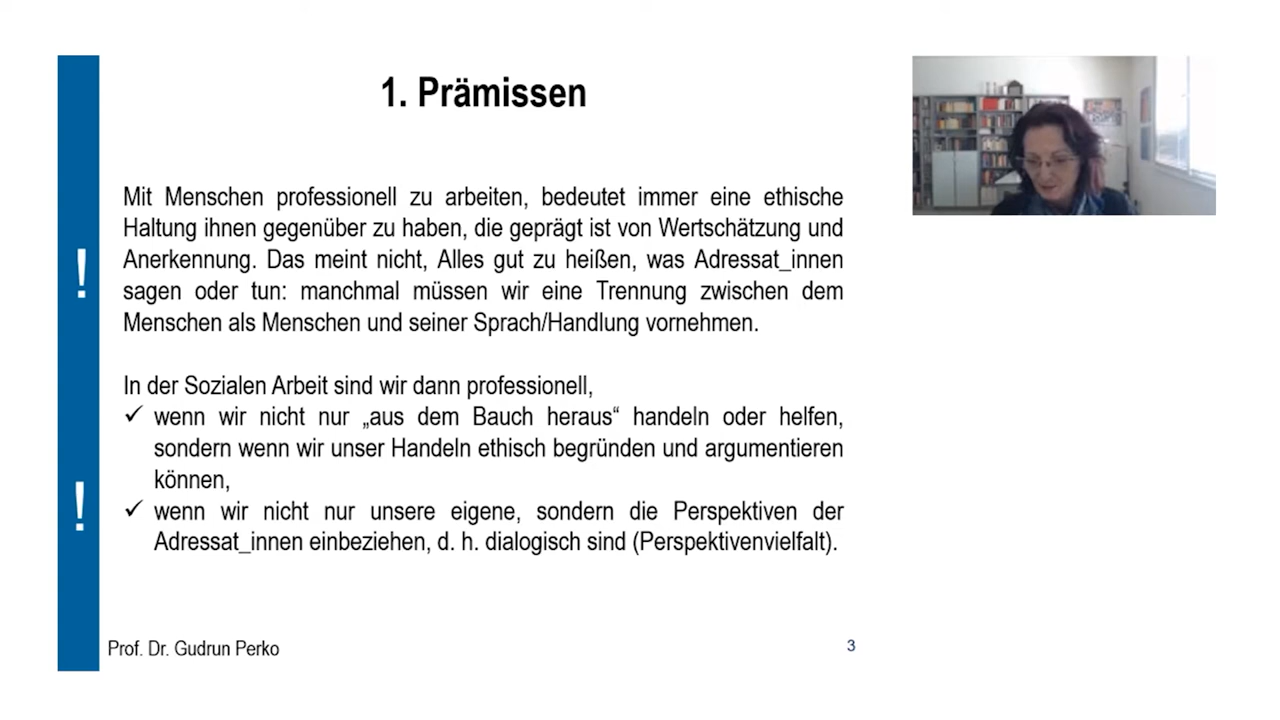 1. Prämissen
Mit Menschen professionell zu arbeiten, bedeutet immer eine ethische
Haltung ihnen gegenüber zu haben, die geprägt ist von Wertschätzung und
Anerkennung. Das meint nicht, Alles gut zu heißen, was Adressat_innen
sagen oder tun: manchmal müssen wir eine Trennung zwischen dem
Menschen als Menschen und seiner Sprach/Handlung vornehmen.
!
In der Sozialen Arbeit sind wir dann professionell,
✓ wenn wir nicht nur „aus dem Bauch heraus“ handeln oder helfen,
sondern wenn wir unser Handeln ethisch begründen und argumentieren
können,
!
✓ wenn wir nicht nur unsere eigene, sondern die Perspektiven der
Adressat_innen einbeziehen, d. h. dialogisch sind (Perspektivenvielfalt).
Prof. Dr. Gudrun Perko
3